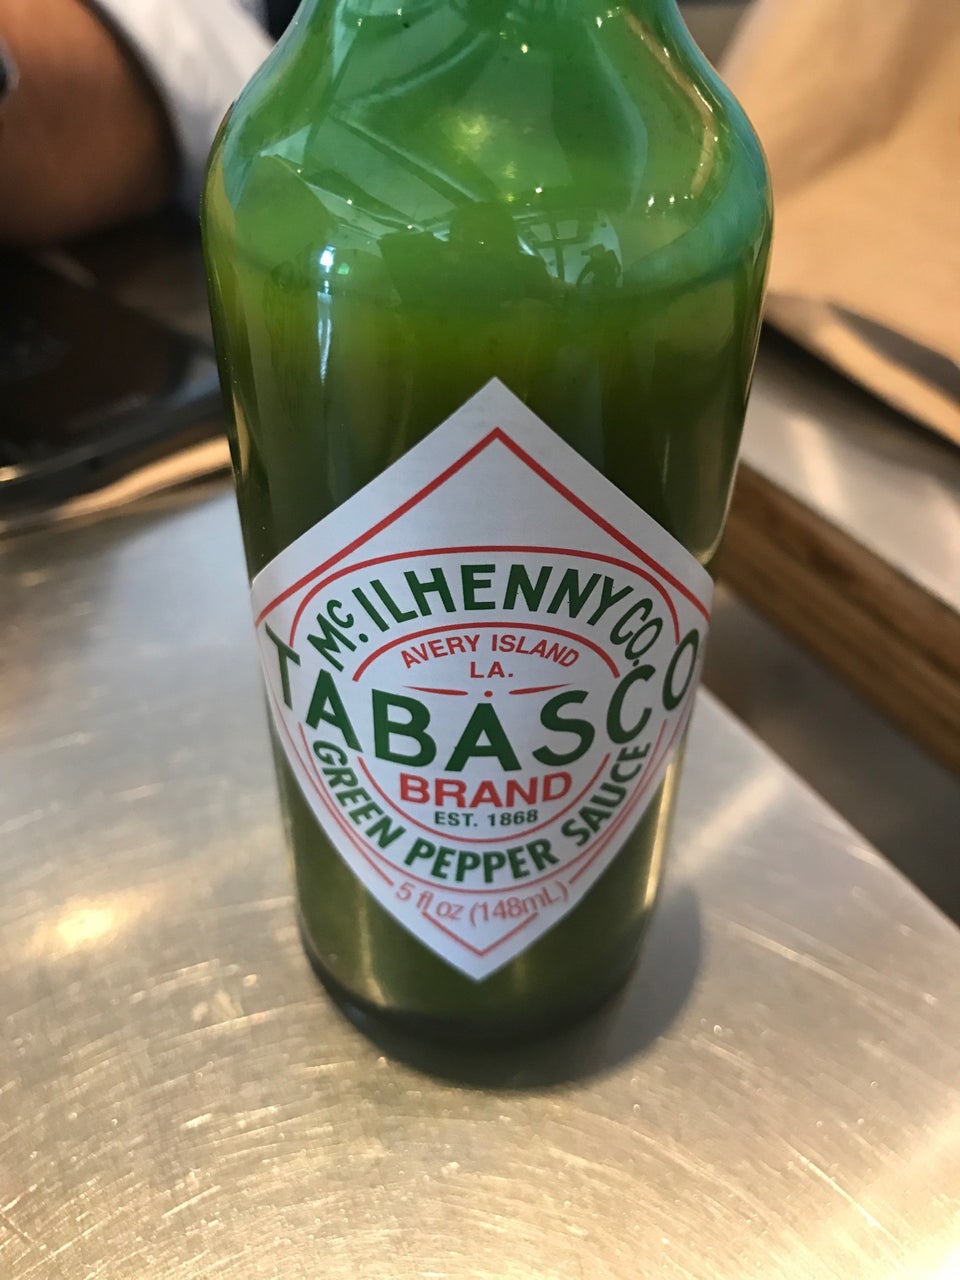 McILHENNY CO.
AVERY ISLAND
LA.
TABASCO
BRAND
EST. 1868
GREEN PEPPER SAUCE
5 fl oz (148mL)